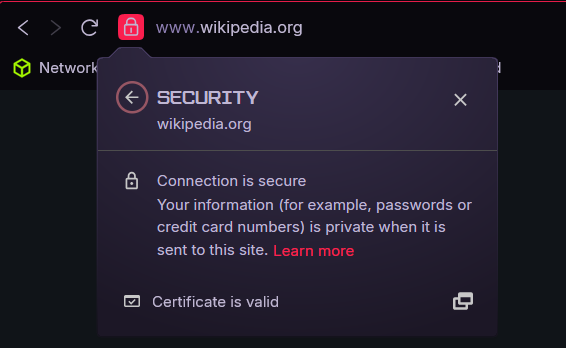 www.wikipedia.org
Network
SECURITY
wikipedia.org
Connection is secure
Your information (for example, passwords or
credit card numbers) is private when it is
sent to this site. Learn more
Certificate is valid